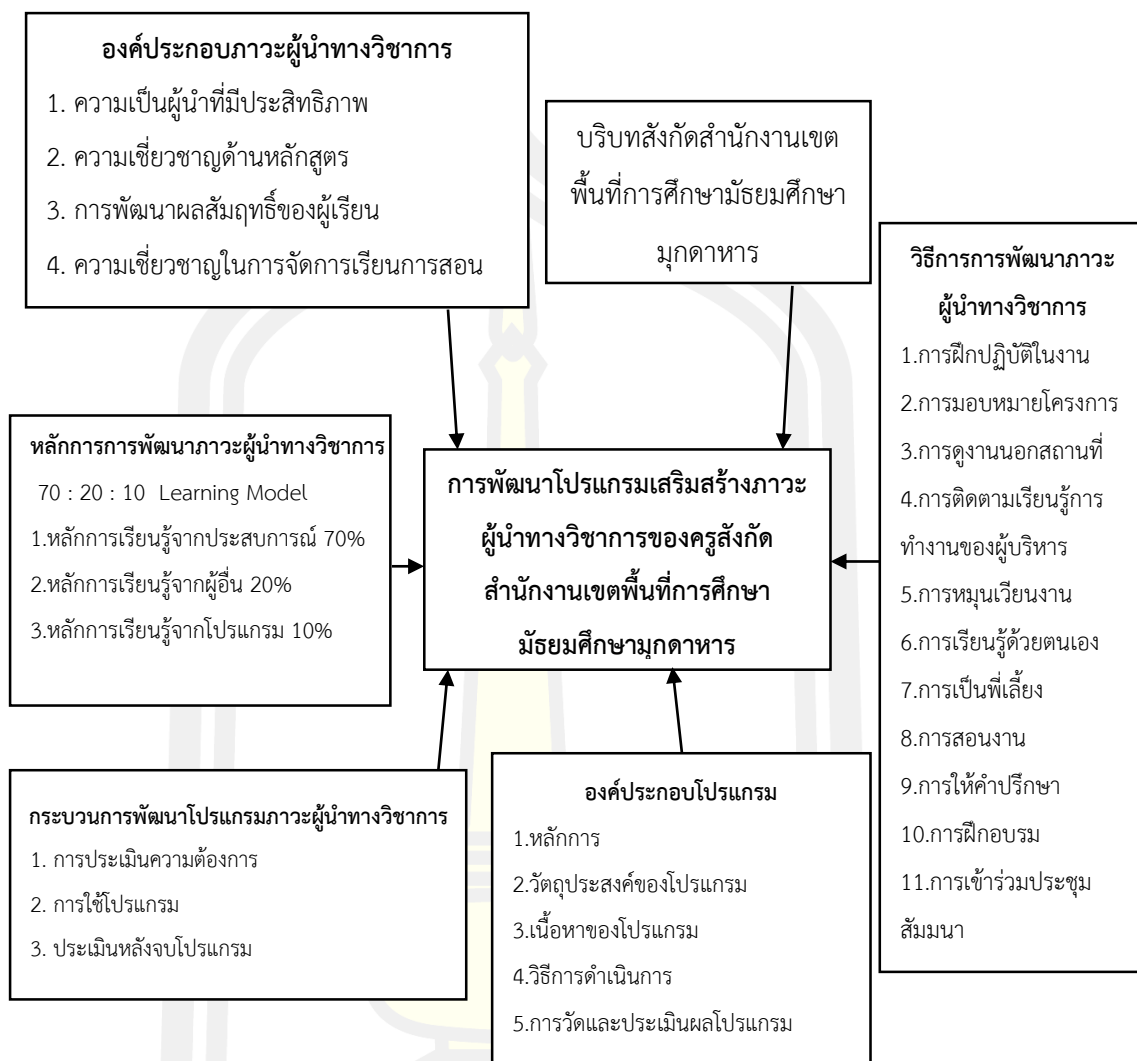 องค์ประกอบภาวะผู้นำทางวิชาการ
1. ความเป็นผู้นำที่มีประสิทธิภาพ
2. ความเชี่ยวชาญด้านหลักสูตร
3. การพัฒนาผลสัมฤทธิ์ของผู้เรียน
4. ความเชี่ยวชาญในการจัดการเรียนการสอน
บริบทสังกัดสำนักงานเขต
พื้นที่การศึกษามัธยมศึกษา
มุกดาหาร
วิธีการการพัฒนาภาวะ
ผู้นำทางวิชาการ
1.การฝึกปฏิบัติในงาน
2.การมอบหมายโครงการ
3.การดูงานนอกสถานที่
4.การติดตามเรียนรู้การ
ทำงานของผู้บริหาร
5.การหมุนเวียนงาน
6.การเรียนรู้ด้วยตนเอง
7.การเป็นพี่เลี้ยง
8.การสอนงาน
9.การให้คำปรึกษา
10.การฝึกอบรม
11.การเข้าร่วมประชุม
สัมมนา
หลักการการพัฒนาภาวะผู้นำทางวิชาการ
70 : 20 : 10 Learning Model
1.หลักการเรียนรู้จากประสบการณ์ 70%
2.หลักการเรียนรู้จากผู้อื่น 20%
3.หลักการเรียนรู้จากโปรแกรม 10%
การพัฒนาโปรแกรมเสริมสร้างภาวะ
ผู้นำทางวิชาการของครูสังกัด
สำนักงานเขตพื้นที่การศึกษา
มัธยมศึกษามุกดาหาร
กระบวนการพัฒนาโปรแกรมภาวะผู้นำทางวิชาการ
1. การประเมินความต้องการ
2. การใช้โปรแกรม
3. ประเมินหลังจบโปรแกรม
องค์ประกอบโปรแกรม
1.หลักการ
2.วัตถุประสงค์ของโปรแกรม
3.เนื้อหาของโปรแกรม
4.วิธีการดำเนินการ
5.การวัดและประเมินผลโปรแกรม